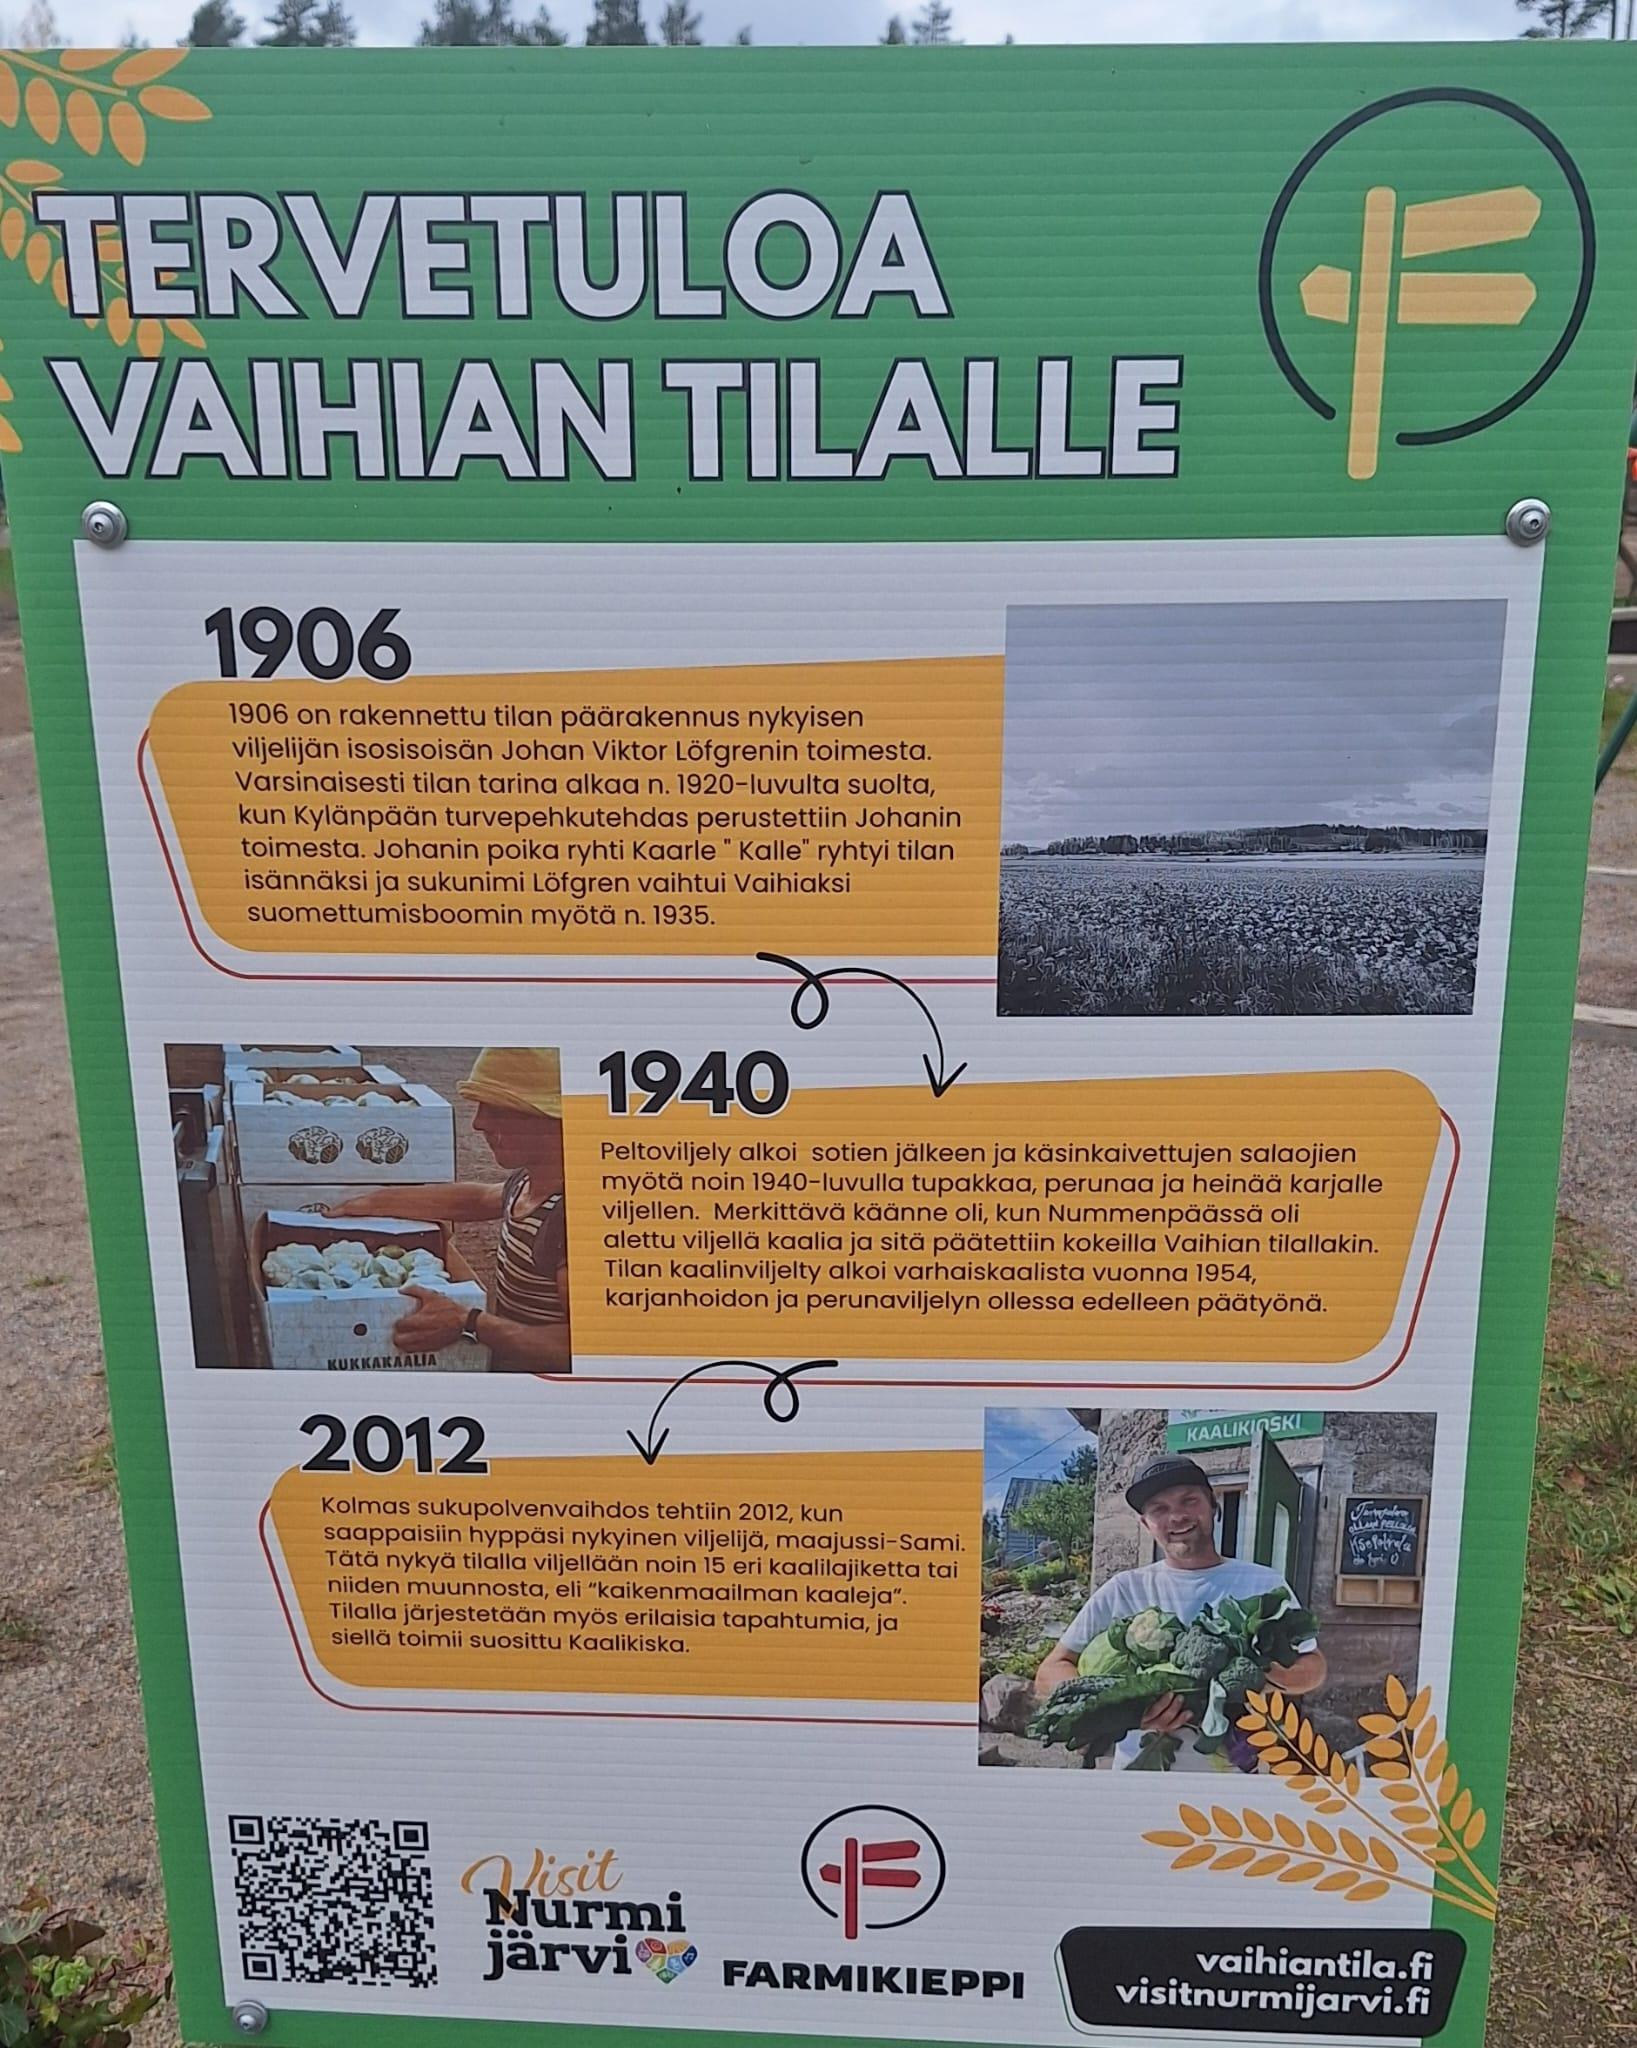 TERVETULOA
VAIHIAN TILALLE
1906
1906 on rakennettu tilan päärakennus nykyisen
viljelijän isosisoisän Johan Viktor Löfgrenin toimesta.
Varsinaisesti tilan tarina alkaa n. 1920-luvulta suolta,
kun Kylänpään turvepehkutehdas perustettiin Johanin
toimesta. Johanin poika ryhti Kaarle " Kalle" ryhtyi tilan
isännäksi ja sukunimi Löfgren vaihtui Vaihiaksi
suomettumisboomin myötä n. 1935.
KUKKAKAALIA
1940
Peltoviljely alkoi sotien jälkeen ja käsinkaivettujen salaojien
myötä noin 1940-luvulla tupakkaa, perunaa ja heinää karjalle
viljellen. Merkittävä käänne oli, kun Nummenpäässä oli
alettu viljellä kaalia ja sitä päätettiin kokeilla Vaihian tilallakin.
Tilan kaalinviljelty alkoi varhaiskaalista vuonna 1954,
karjanhoidon ja perunaviljelyn ollessa edelleen päätyönä.
2012
Kolmas sukupolvenvaihdos tehtiin 2012, kun
saappaisiin hyppäsi nykyinen viljelijä, maajussi-Sami.
Tätä nykyä tilalla viljellään noin 15 eri kaalilajiketta tai
niiden muunnosta, eli “kaikenmaailman kaaleja”.
Tilalla järjestetään myös erilaisia tapahtumia, ja
siellä toimii suosittu Kaalikiska.
KAALIKIOSKI
Visit
Nurmi
järvi
FARMIKIEPPI
vaihiantila.fi
visitnurmijarvi.fi